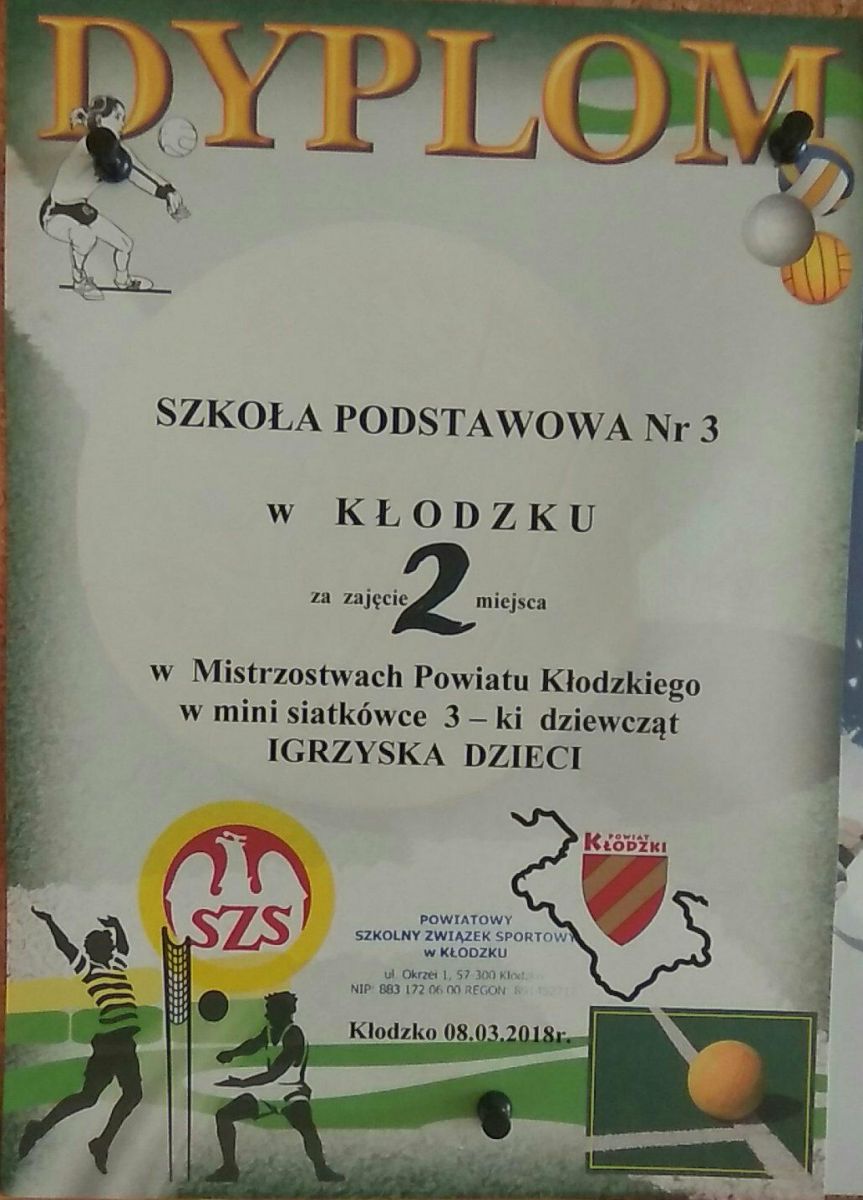 DYPLOM
SZKOŁA PODSTAWOWA Nr 3
w KŁODZKU
za zajęcie 2 miejsca
w Mistrzostwach Powiatu Kłodzkiego
w mini siatkówce 3 – ki dziewcząt
IGRZYSKA DZIECI
SZS
POWIAT
KŁODZKI
POWIATOWY
SZKOLNY ZWIĄZEK SPORTOWY
w KŁODZKU
ul. Okrzei 1, 57-300
NIP: 883 172 06 00 REGON:
Kłodzko 08.03.2018r.